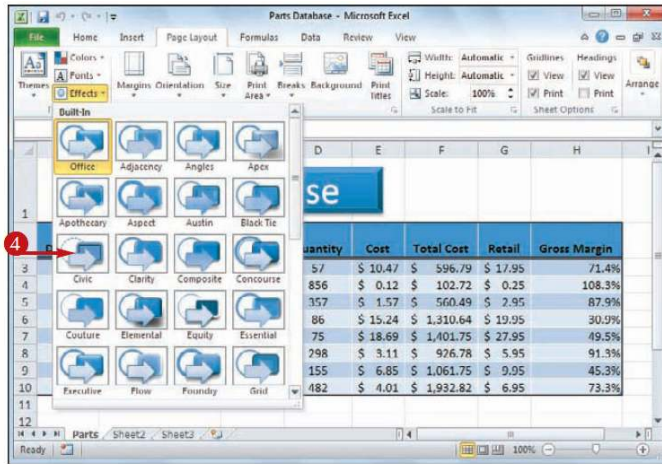 Parts Database - Microsoft Excel
File Home Insert Page Layout Formulas Data Review View
Themes
Colors
Fonts
Effects
Margins Orientation Size Print Area Breaks Background Print Titles
Width: Automatic
Height: Automatic
Scale: 100%
Scale to Fit
Gridlines Headings
View View
Print Print
Sheet Options
Arrange
Built-In
Office Adjacency Angles Apex
Apothecary Aspect Austin Black Tie
Civic Clarity Composite Concourse
Couture Elemental Equity Essential
Executive Flow Foundry Grid
4
D E F G H
1 se
uantity Cost Total Cost Retail Gross Margin
3 57 $ 10.47 $ 596.79 $ 17.95 71.4%
4 856 $ 0.12 $ 102.72 $ 0.25 108.3%
5 357 $ 1.57 $ 560.49 $ 2.95 87.9%
6 86 $ 15.24 $ 1,310.64 $ 19.95 30.9%
7 75 $ 18.69 $ 1,401.75 $ 27.95 49.5%
8 298 $ 3.11 $ 926.78 $ 5.95 91.3%
9 155 $ 6.85 $ 1,061.75 $ 9.95 45.3%
10 482 $ 4.01 $ 1,932.82 $ 6.95 73.3%
11
12
Parts Sheet2 Sheet3
Ready 100%